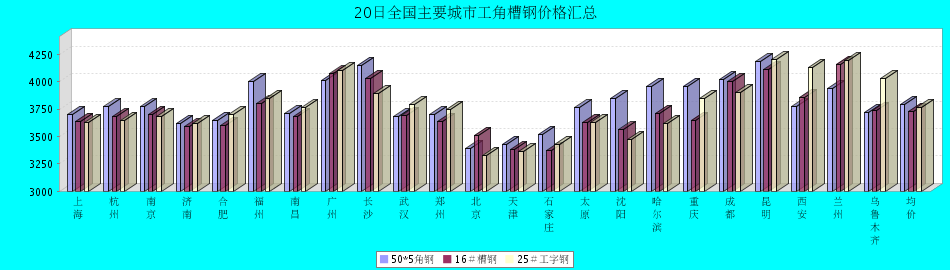 20日全国主要城市工角槽钢价格汇总
4250
4000
3750
3500
3250
3000
上海
杭州
南京
济南
合肥
福州
南昌
广州
长沙
武汉
郑州
北京
天津
石家庄
太原
沈阳
哈尔滨
重庆
成都
昆明
西安
兰州
乌鲁木齐
均价
50*5角钢 16#槽钢 25#工字钢